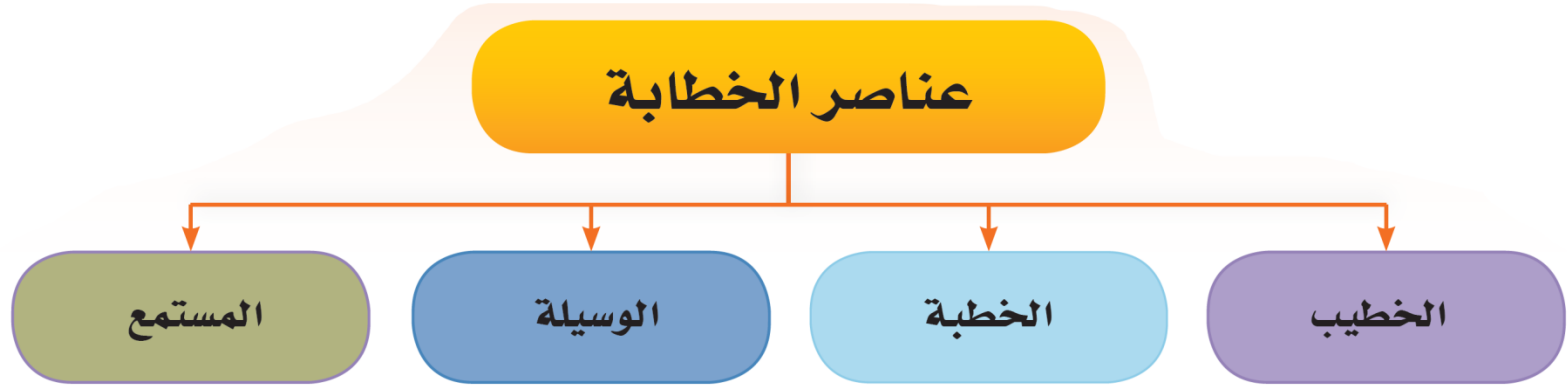 عناصر الخطابة
الخطيب
الخطبة
الوسيلة
المستمع